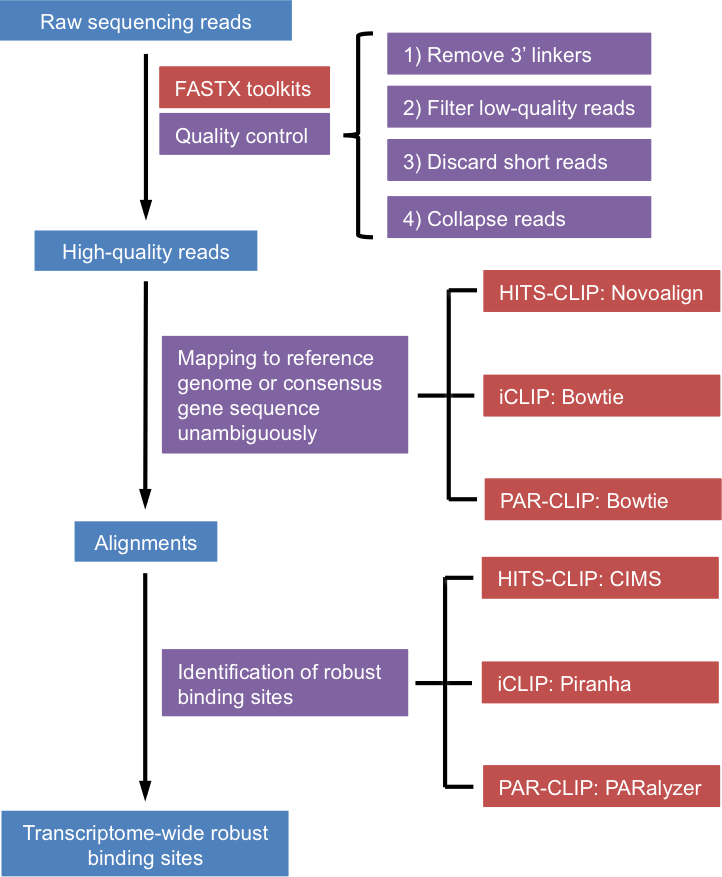 Raw sequencing reads
FASTX toolkits
Quality control
1) Remove 3’ linkers
2) Filter low-quality reads
3) Discard short reads
4) Collapse reads
High-quality reads
Mapping to reference
genome or consensus
gene sequence
unambiguously
HITS-CLIP: Novoalign
iCLIP: Bowtie
PAR-CLIP: Bowtie
Alignments
Identification of robust
binding sites
HITS-CLIP: CIMS
iCLIP: Piranha
PAR-CLIP: PARalyzer
Transcriptome-wide robust
binding sites